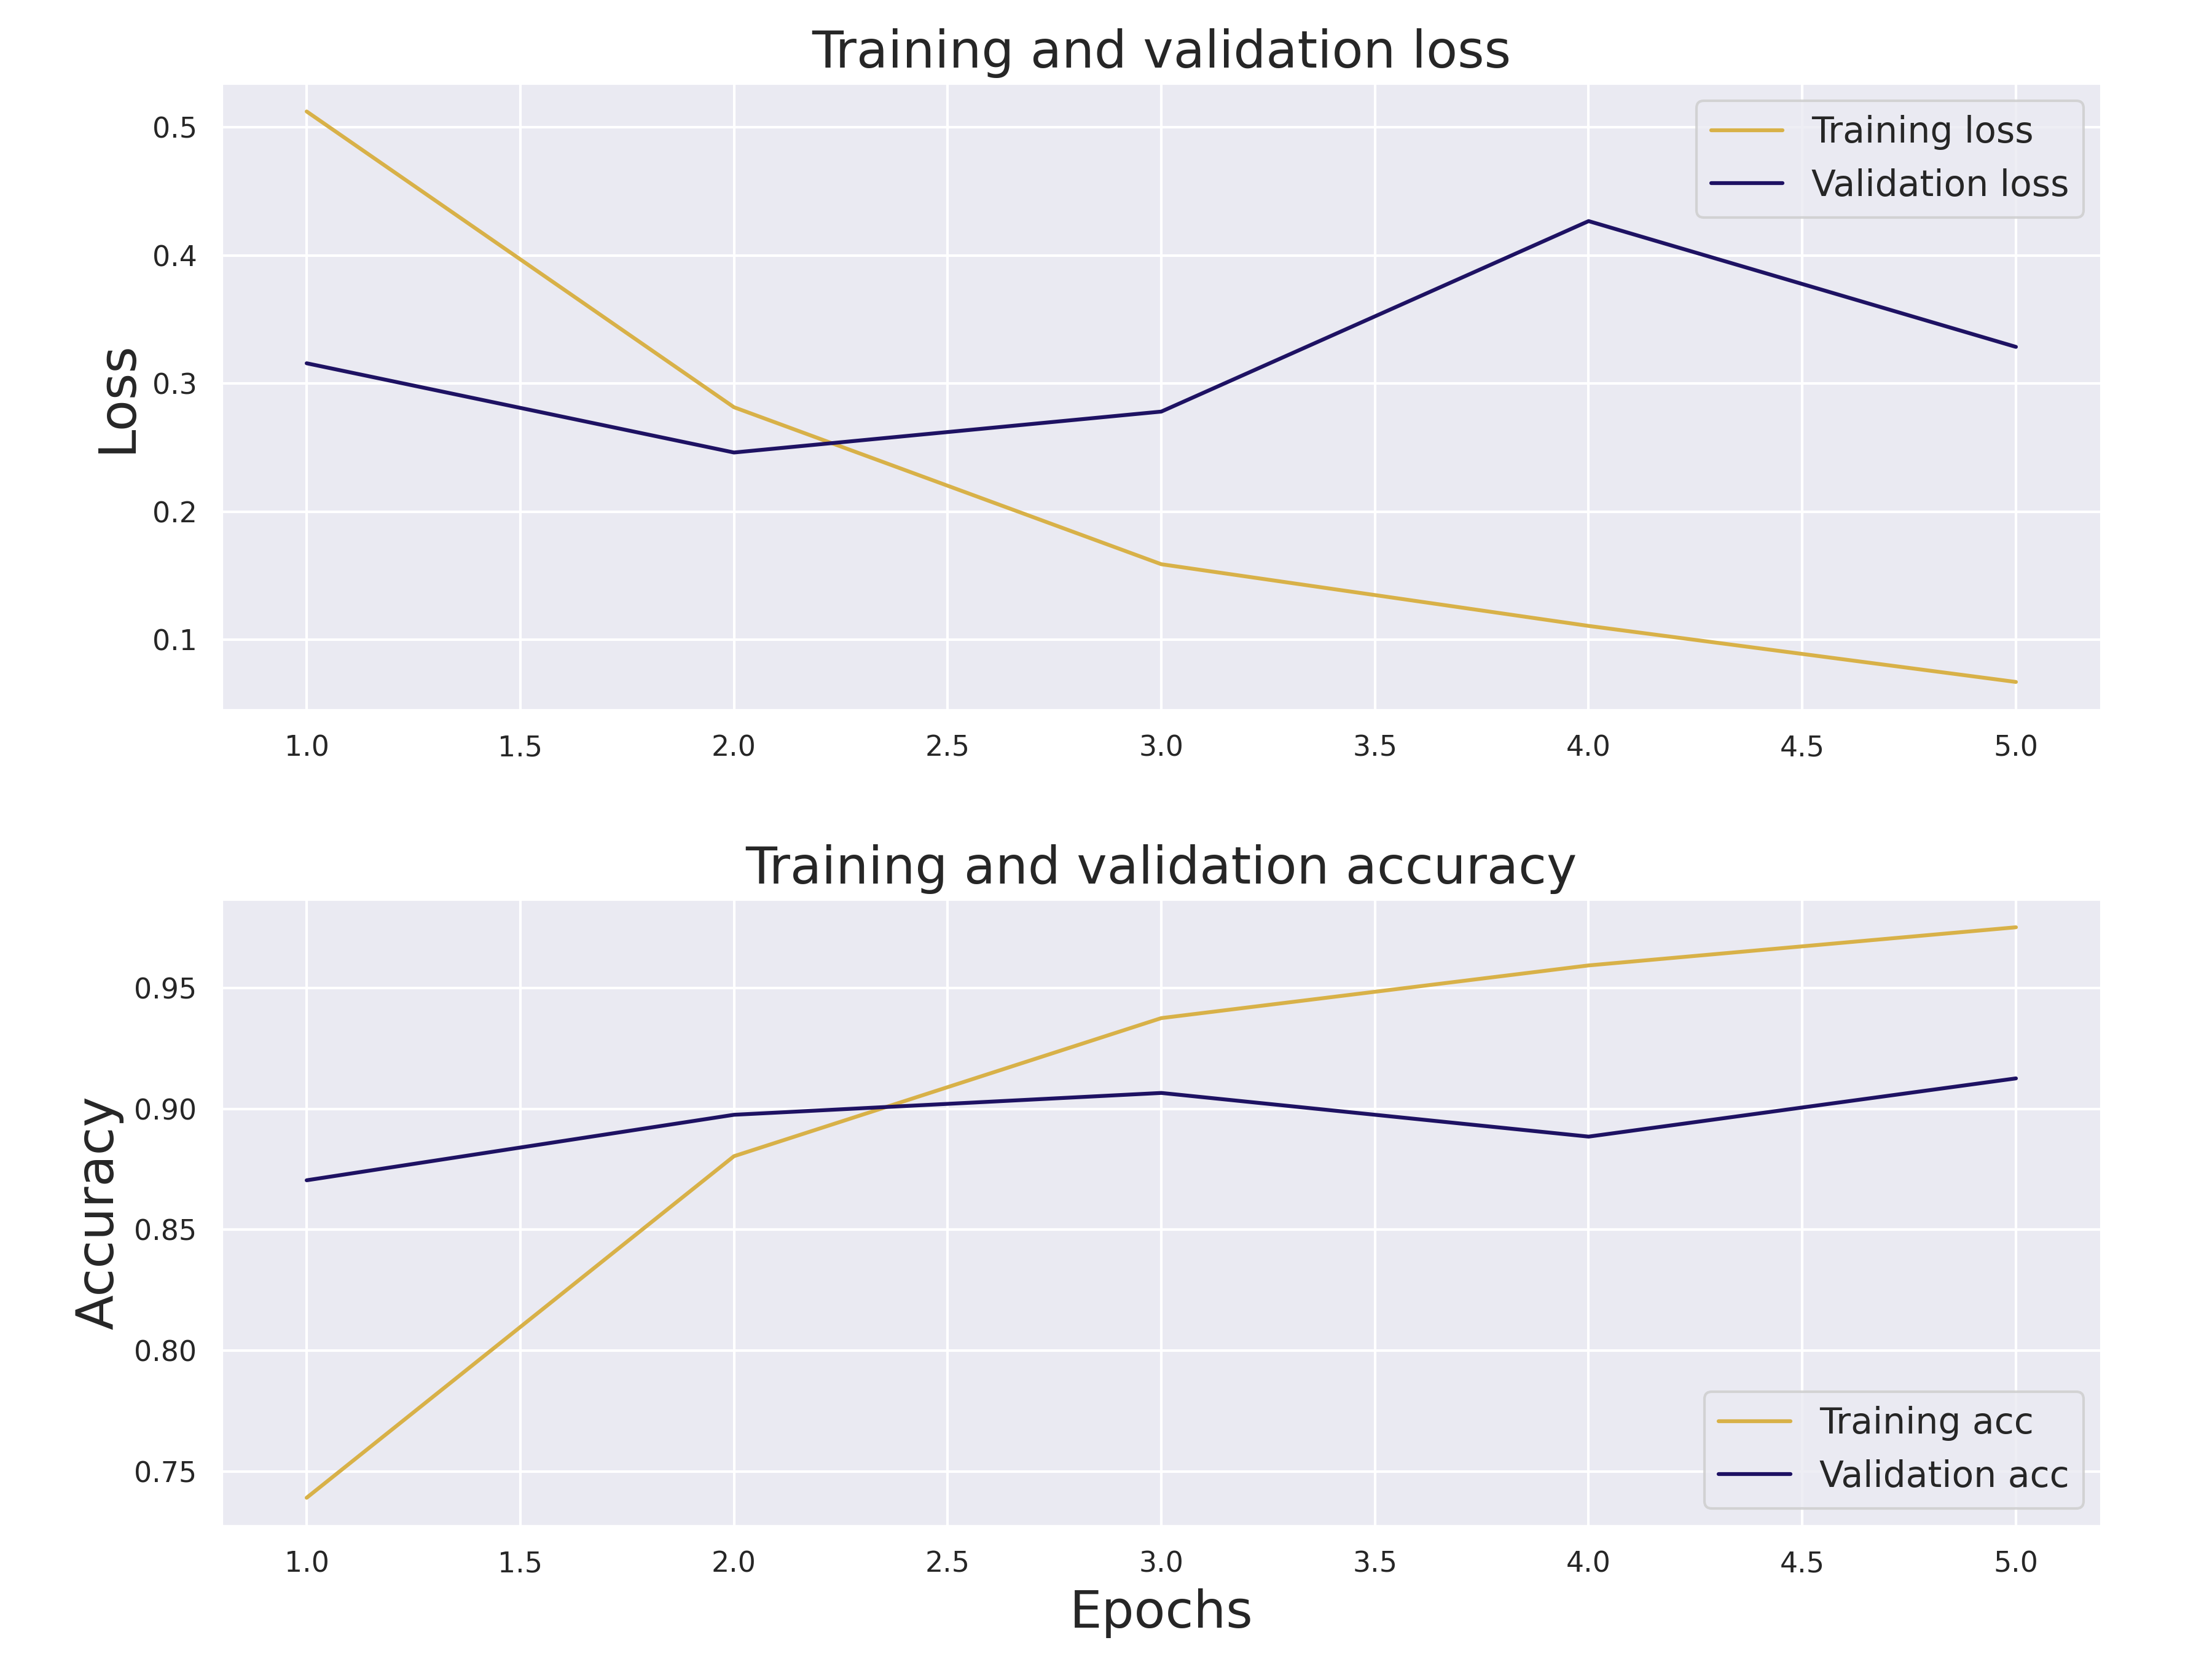 Training and validation loss
Loss
0.5
0.4
0.3
0.2
0.1
Training loss
Validation loss
1.0 1.5 2.0 2.5 3.0 3.5 4.0 4.5 5.0
Training and validation accuracy
Accuracy
0.95
0.90
0.85
0.80
0.75
Training acc
Validation acc
1.0 1.5 2.0 2.5 3.0 3.5 4.0 4.5 5.0
Epochs